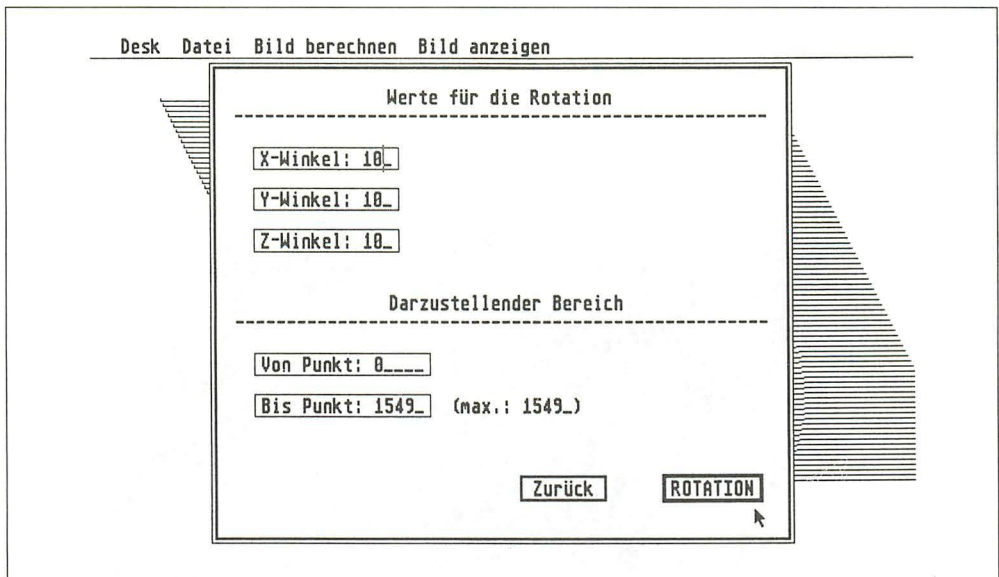 Desk Datei Bild berechnen Bild anzeigen
Werte für die Rotation
X-Winkel: 10_
Y-Winkel: 10_
Z-Winkel: 10_
Darzustellender Bereich
Von Punkt: 0____
Bis Punkt: 1549_ (max.: 1549_)
Zurück ROTATION